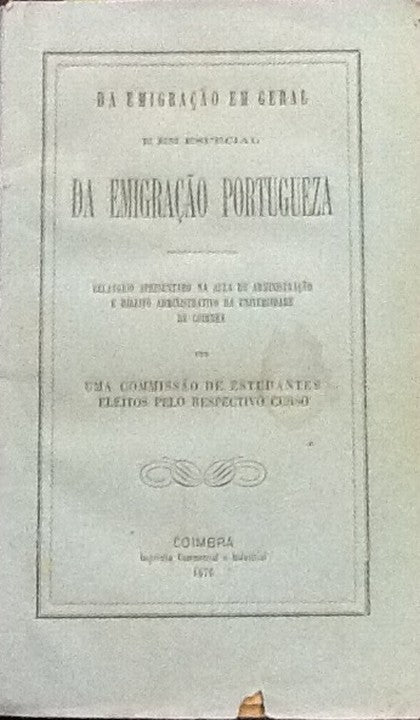 DA EMIGRAÇÃO EM GERAL
E EM ESPECIAL
DA EMIGRAÇÃO PORTUGUEZA
RELATORIO APRESENTADO NA AULA DE ADMINISTRAÇÃO
E DIREITO ADMINISTRATIVO DA UNIVERSIDADE
DE COIMBRA
POR
UMA COMMISSÃO DE ESTUDANTES
ELEITOS PELO RESPECTIVO CURSO
COIMBRA
Imprensa Commercial e Industrial